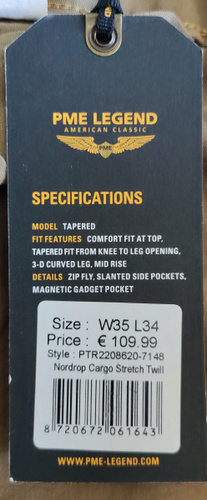 PME LEGEND
AMERICAN CLASSIC
PME
SPECIFICATIONS
MODEL TAPERED
FIT FEATURES COMFORT FIT AT TOP,
TAPERED FIT FROM KNEE TO LEG OPENING,
3-D CURVED LEG, MID RISE
DETAILS ZIP FLY, SLANTED SIDE POCKETS,
MAGNETIC GADGET POCKET
Size : W35 L34
Price : € 109.99
Style : PTR2208620-7148
Nordrop Cargo Stretch Twill
8 720672 061643
WWW.PME-LEGEND.COM